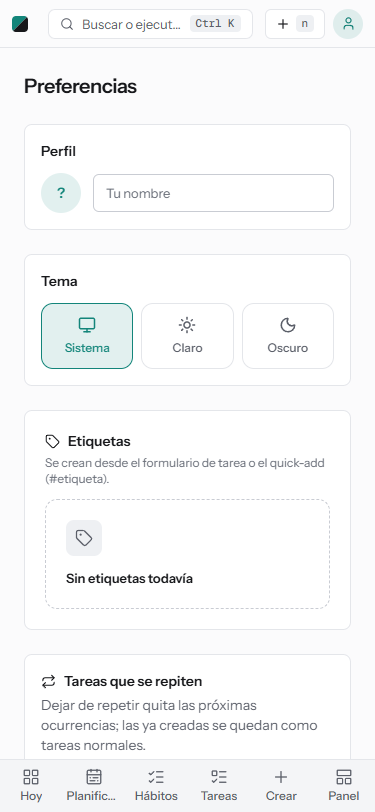 Buscar o ejecut... Ctrl K
+ n
Preferencias
Perfil
?
Tu nombre
Tema
Sistema
Claro
Oscuro
Etiquetas
Se crean desde el formulario de tarea o el quick-add
(#etiqueta).
Sin etiquetas todavía
Tareas que se repiten
Dejar de repetir quita las próximas
ocurrencias; las ya creadas se quedan como
tareas normales.
Hoy
Planific...
Hábitos
Tareas
Crear
Panel